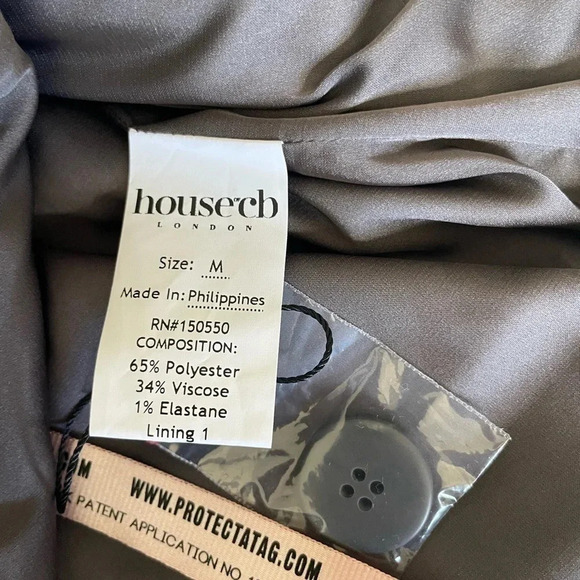 house of cb
LONDON
Size: M
Made In: Philippines
RN#150550
COMPOSITION:
65% Polyester
34% Viscose
1% Elastane
Lining 1
WWW.PROTECTATAG.COM
PATENT APPLICATION NO.